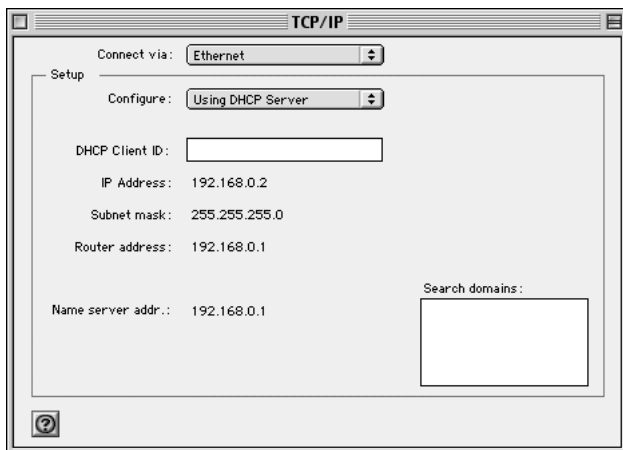 TCP/IP
Connect via: Ethernet
Setup
Configure: Using DHCP Server
DHCP Client ID:
IP Address: 192.168.0.2
Subnet mask: 255.255.255.0
Router address: 192.168.0.1
Search domains:
Name server addr.: 192.168.0.1
?